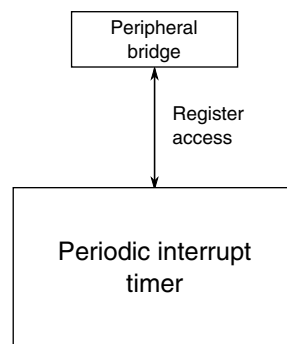 Peripheral
bridge
Register
access
Periodic interrupt
timer